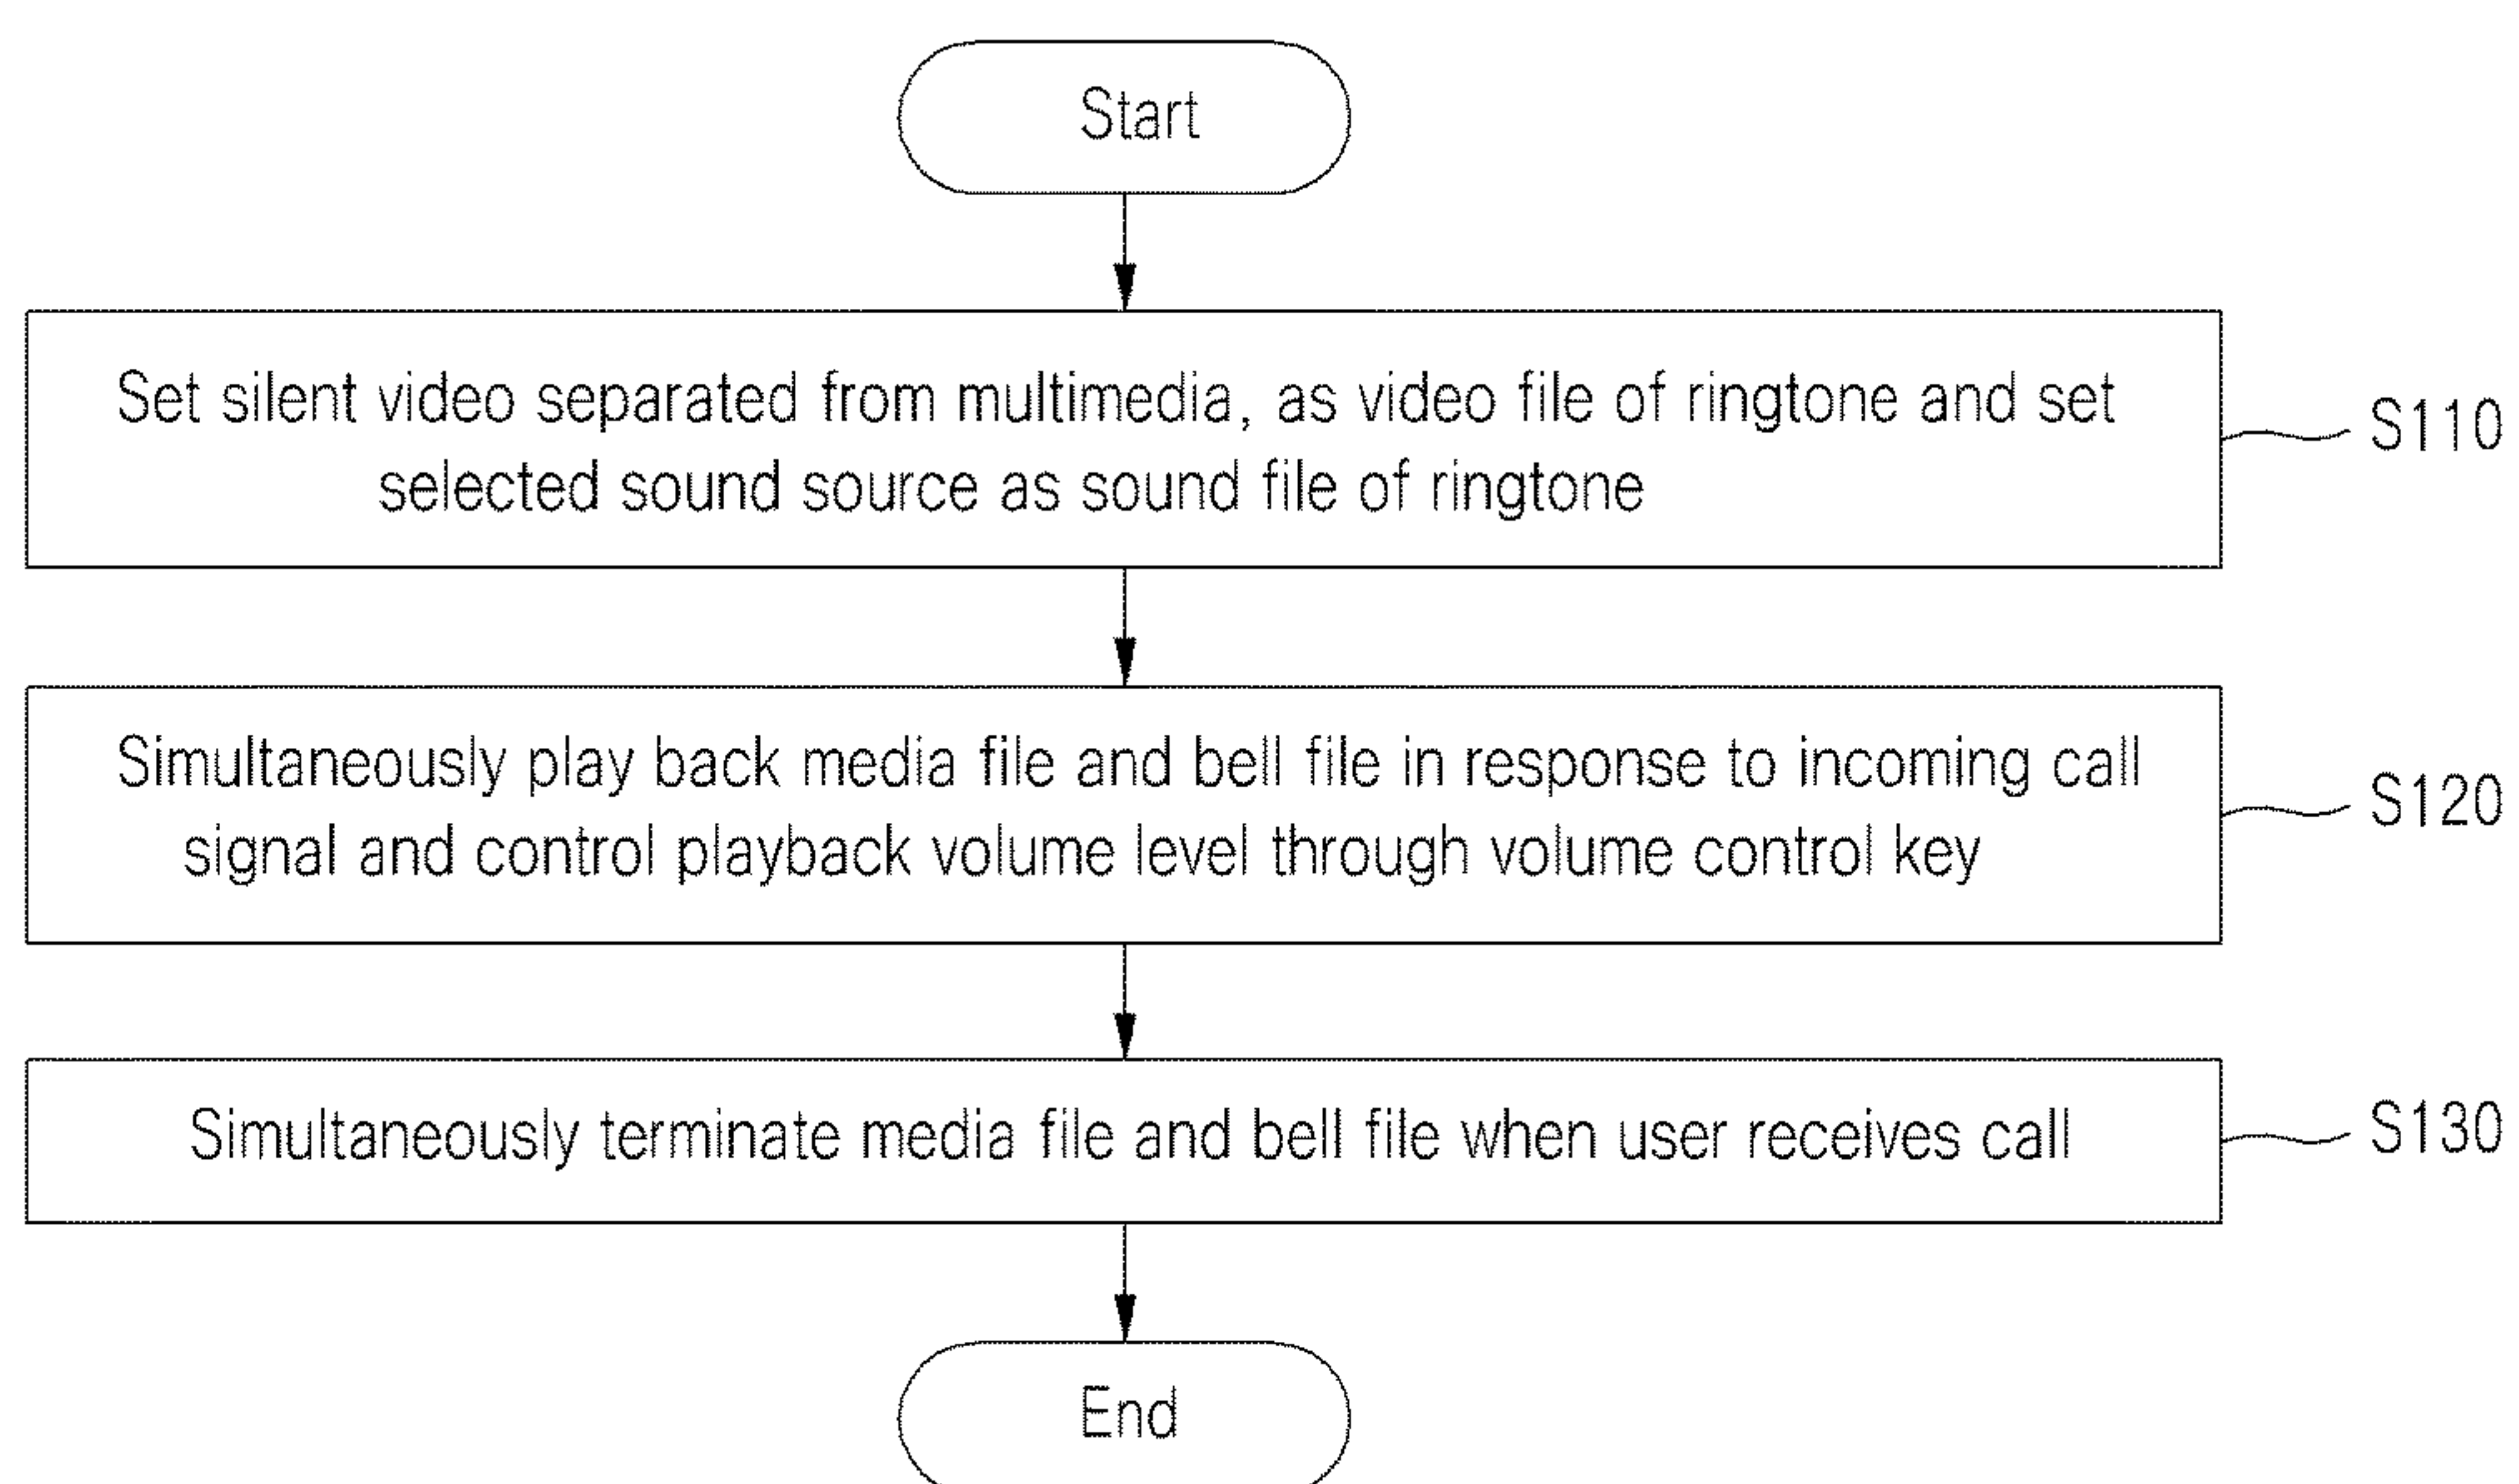 Start
Set silent video separated from multimedia, as video file of ringtone and set
selected sound source as sound file of ringtone
S110
Simultaneously play back media file and bell file in response to incoming call
signal and control playback volume level through volume control key
S120
Simultaneously terminate media file and bell file when user receives call
S130
End